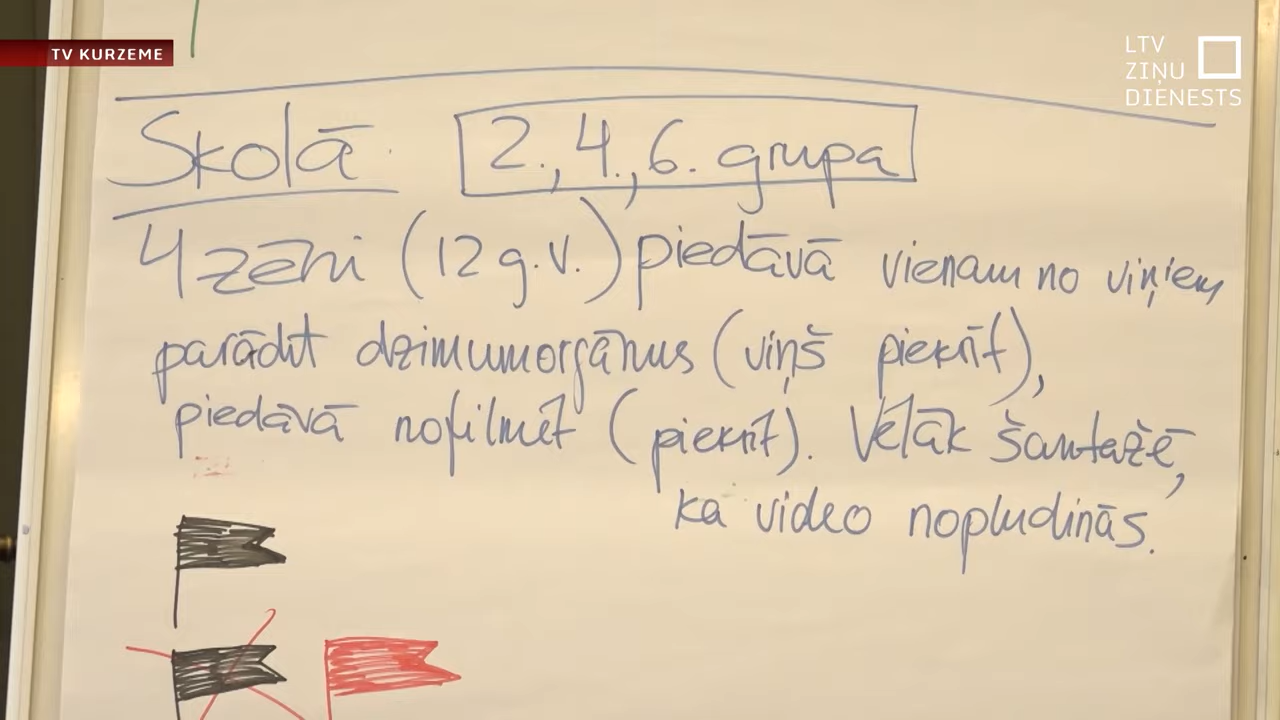 TV KURZEME
LTV
ZIŅU
DIENESTS
Skolā 2., 4., 6. grupa
4 zēni (12 g.v.) piedāvā vienam no viņiem
parādīt dzimumorgānus (viņš piekrīt),
piedāvā nofilmēt (piekrīt). Vēlāk šantažē,
ka video nopludinās.